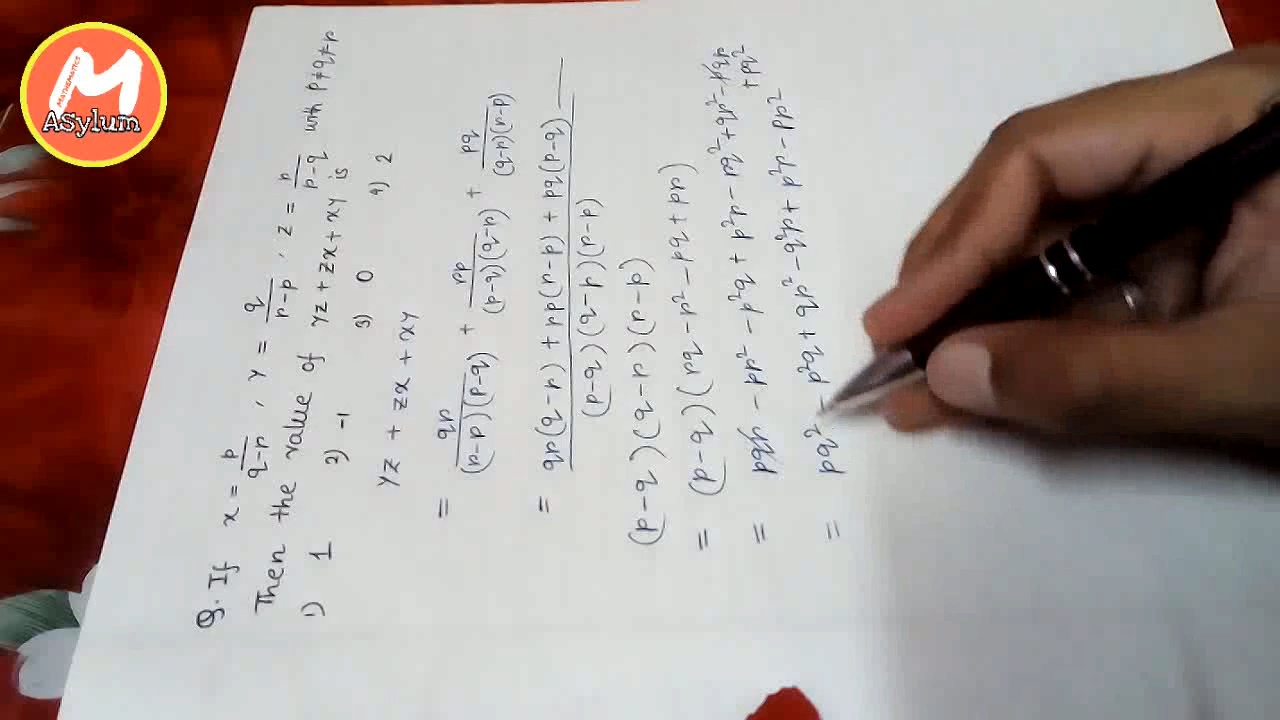 M
MATHEMATICS
ASylum
Q. If x = p/(q-r), y = q/(r-p), z = r/(p-q) with p≠q≠r
Then the value of yz+zx+xy is
1) 1 2) -1 3) 0 4) 2
yz + zx + xy
= qr/((r-p)(p-q)) + rp/((p-q)(q-r)) + pq/((q-r)(r-p))
= (qr(q-r) + rp(r-p) + pq(p-q))/((p-q)(q-r)(r-p))
(p-q)(q-r)(r-p)
= (p-q)(qr - r² - pq + pr)
= pqr - pr² - p²q + p²r - q²r + qr² - pqr + pq²
= pq² - p²q + qr² - q²r + p²r - pr²